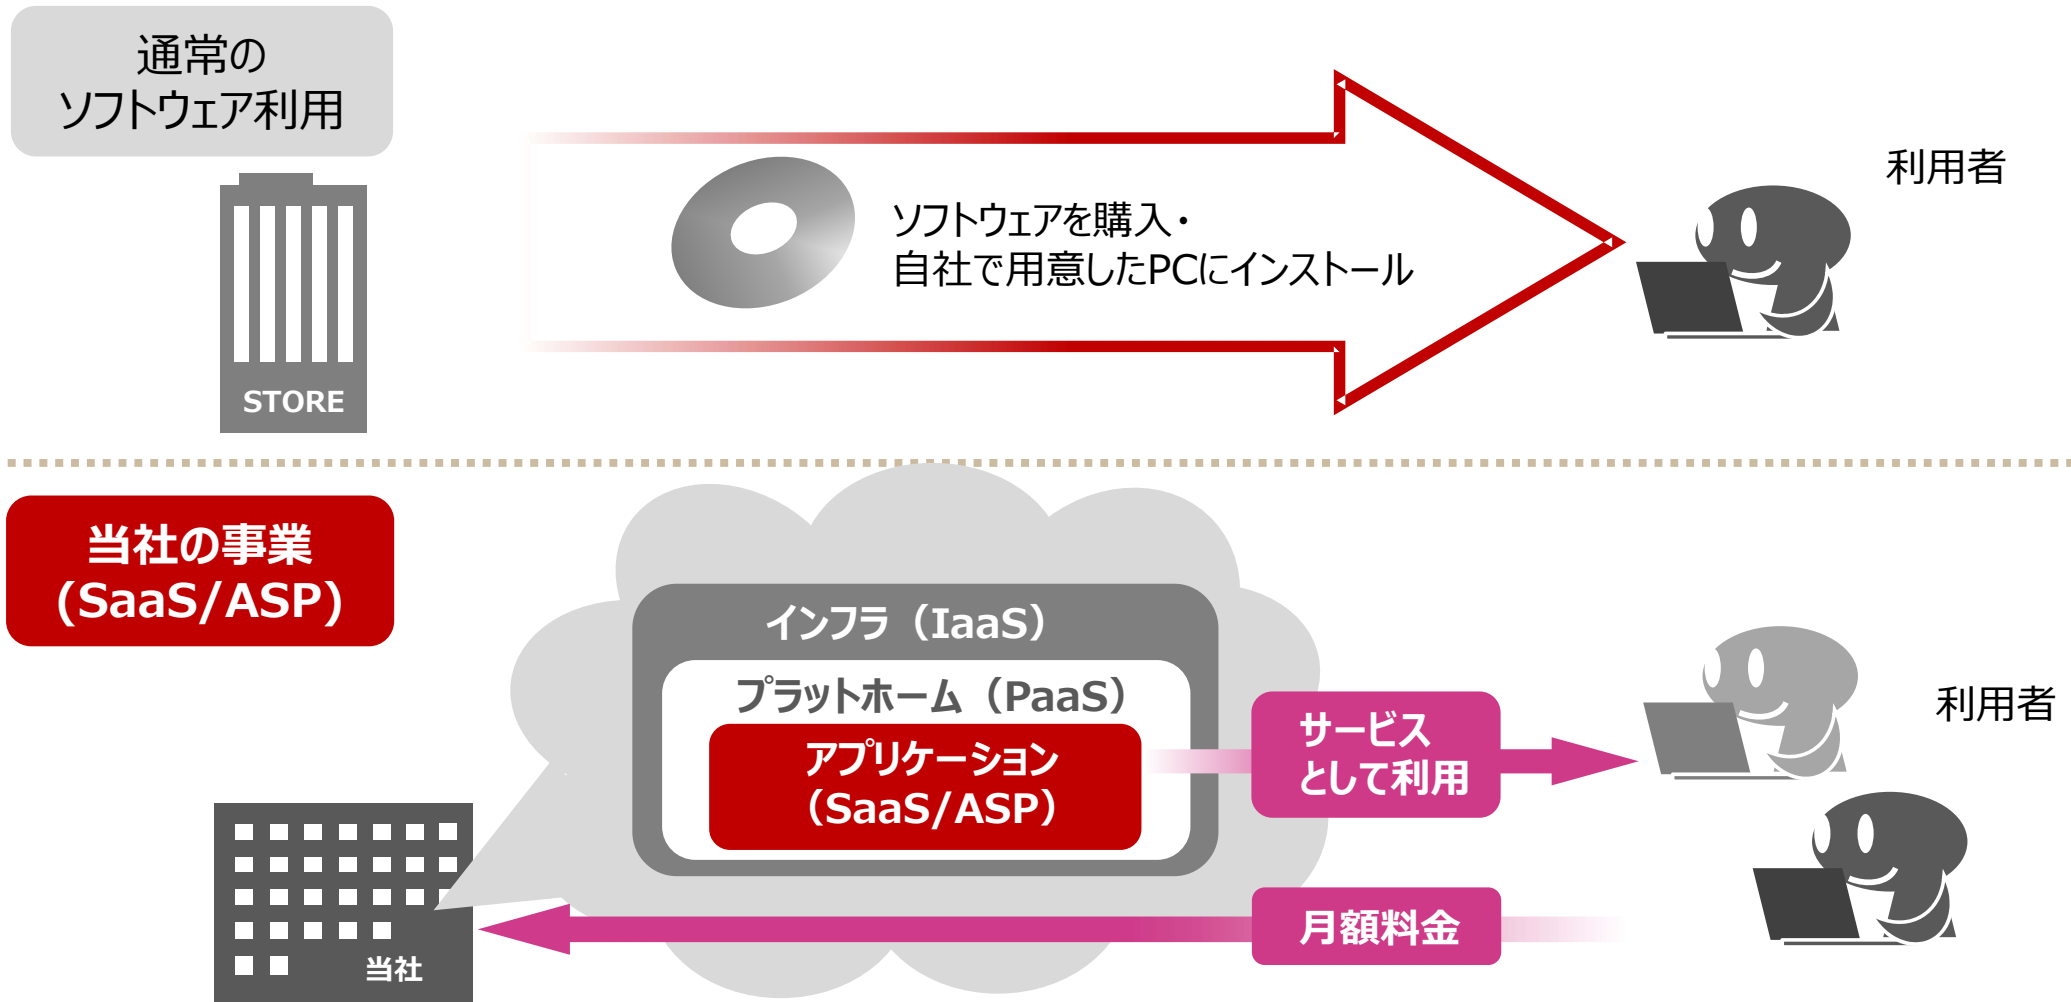 通常の
ソフトウェア利用
利用者
ソフトウェアを購入・
自社で用意したPCにインストール
STORE
当社の事業
(SaaS/ASP)
インフラ（IaaS）
プラットホーム（PaaS）
アプリケーション
（SaaS/ASP）
サービス
として利用
利用者
月額料金
当社